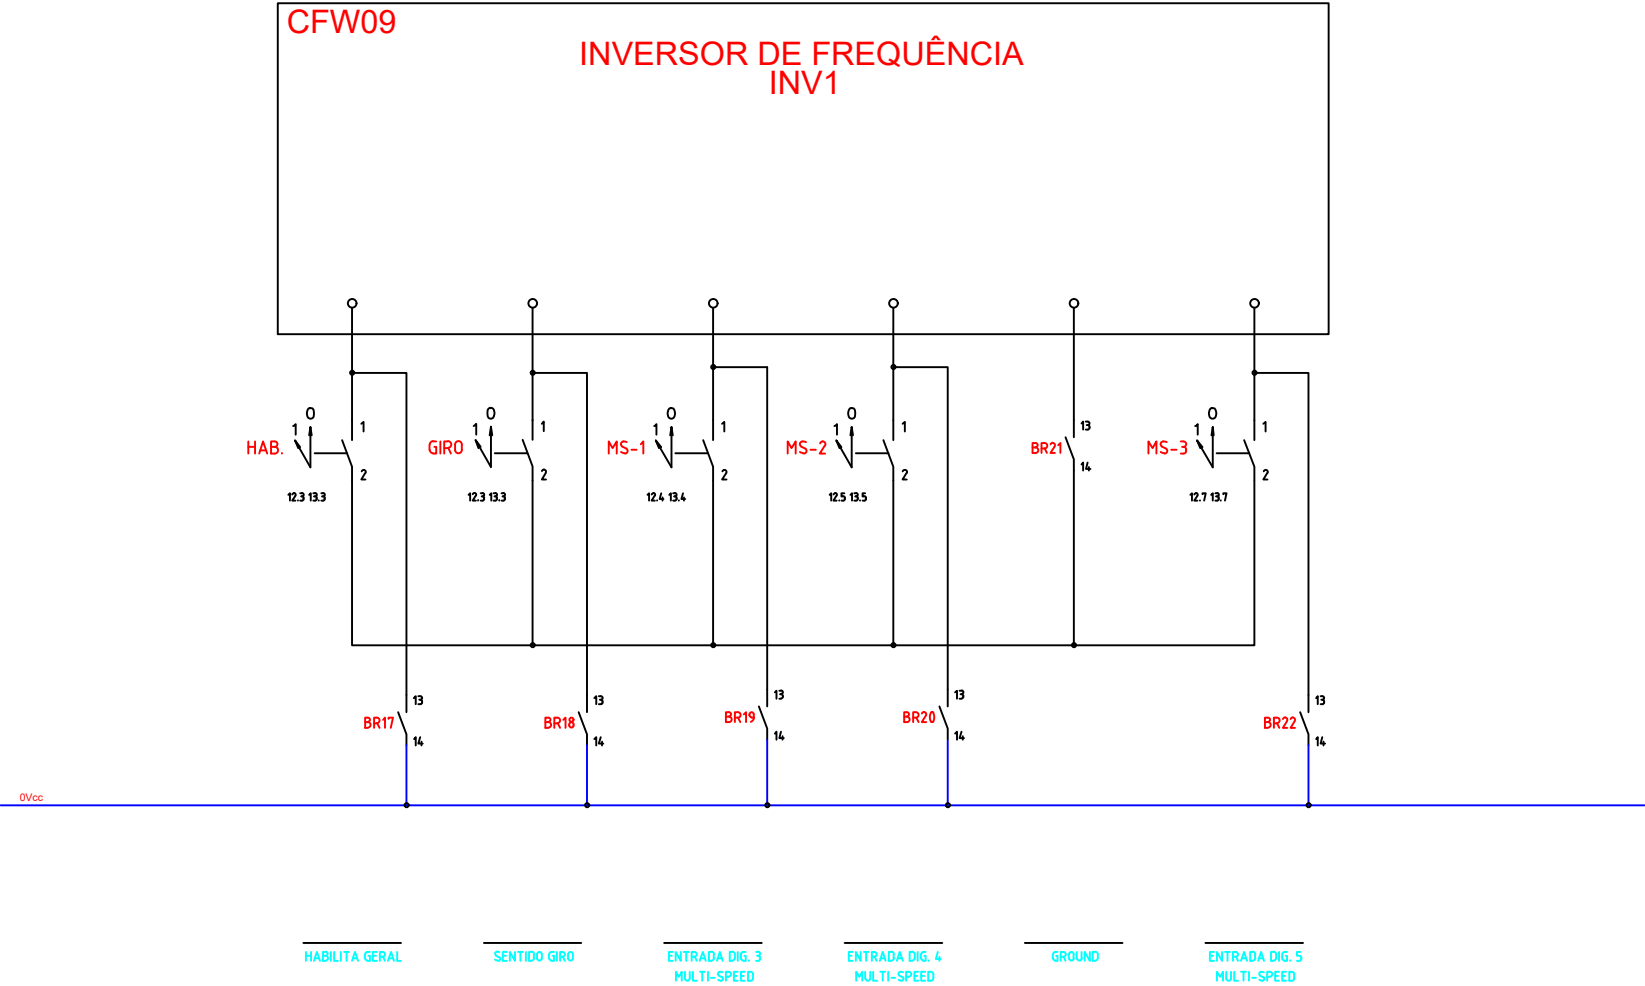 CFW09
INVERSOR DE FREQUÊNCIA
INV1
HAB. 1 0 1 2
12.3 13.3
GIRO 1 0 1 2
12.3 13.3
MS-1 1 0 1 2
12.4 13.4
MS-2 1 0 1 2
12.5 13.5
BR21 13 14
MS-3 1 0 1 2
12.7 13.7
BR17 13 14
BR18 13 14
BR19 13 14
BR20 13 14
BR22 13 14
0Vcc
HABILITA GERAL
SENTIDO GIRO
ENTRADA DIG. 3
MULTI-SPEED
ENTRADA DIG. 4
MULTI-SPEED
GROUND
ENTRADA DIG. 5
MULTI-SPEED